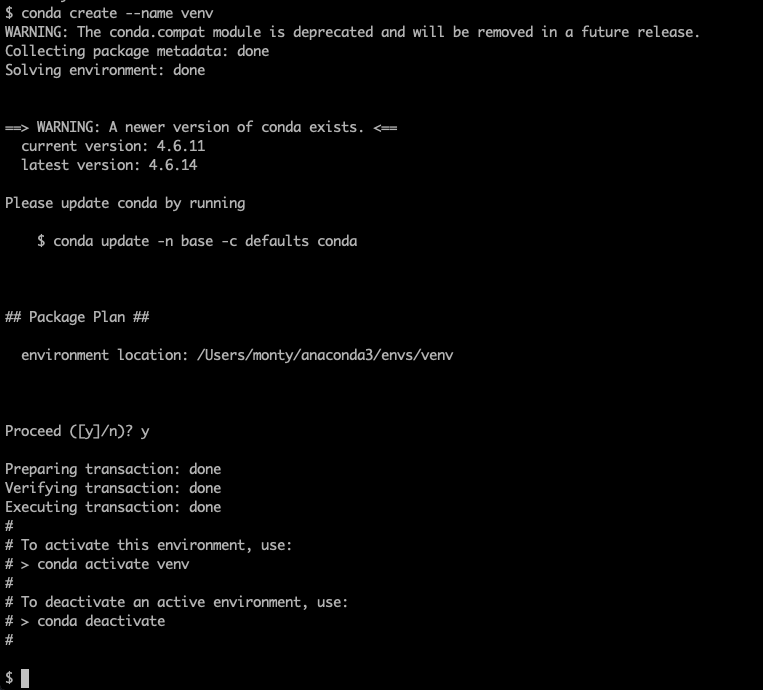 $ conda create --name venv
WARNING: The conda.compat module is deprecated and will be removed in a future release.
Collecting package metadata: done
Solving environment: done
==> WARNING: A newer version of conda exists. <==
  current version: 4.6.11
  latest version: 4.6.14
Please update conda by running
    $ conda update -n base -c defaults conda
## Package Plan ##
  environment location: /Users/monty/anaconda3/envs/venv
Proceed ([y]/n)? y
Preparing transaction: done
Verifying transaction: done
Executing transaction: done
#
# To activate this environment, use:
# > conda activate venv
#
# To deactivate an active environment, use:
# > conda deactivate
#
$